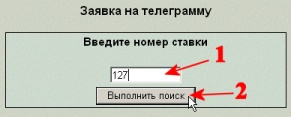 Заявка на телеграмму
Введите номер ставки
127 1
Выполнить поиск 2